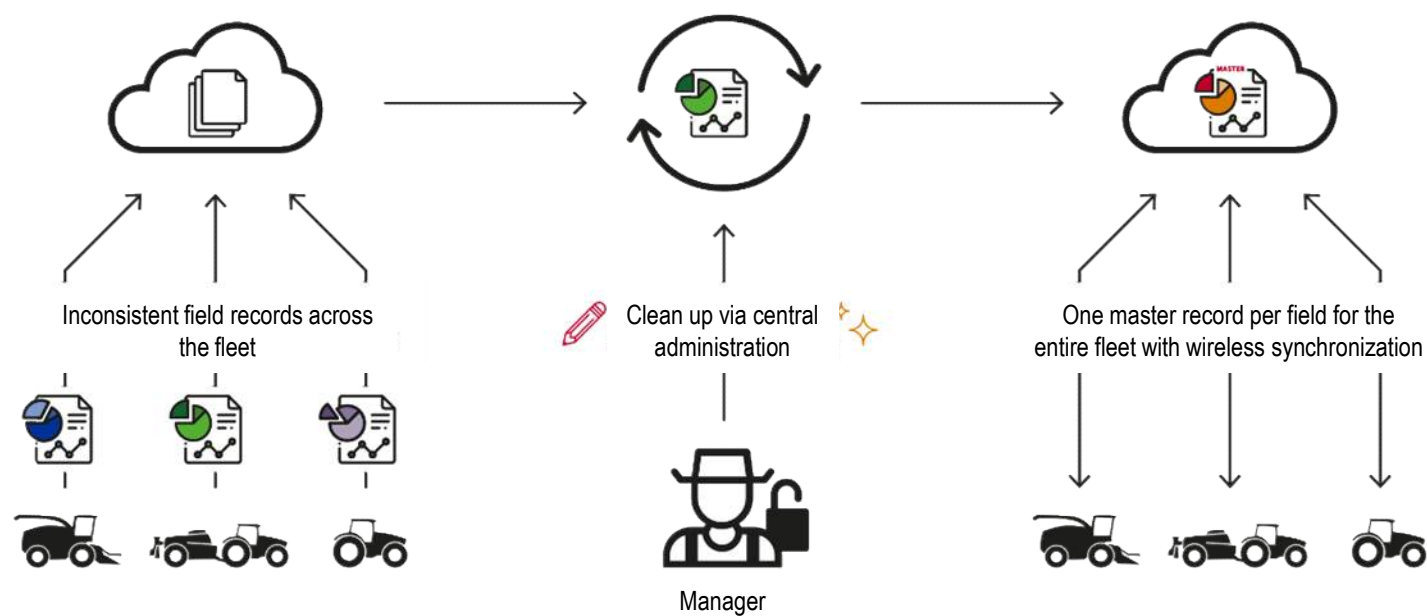 MASTER
Inconsistent field records across
the fleet
Clean up via central
administration
One master record per field for the
entire fleet with wireless synchronization
Manager